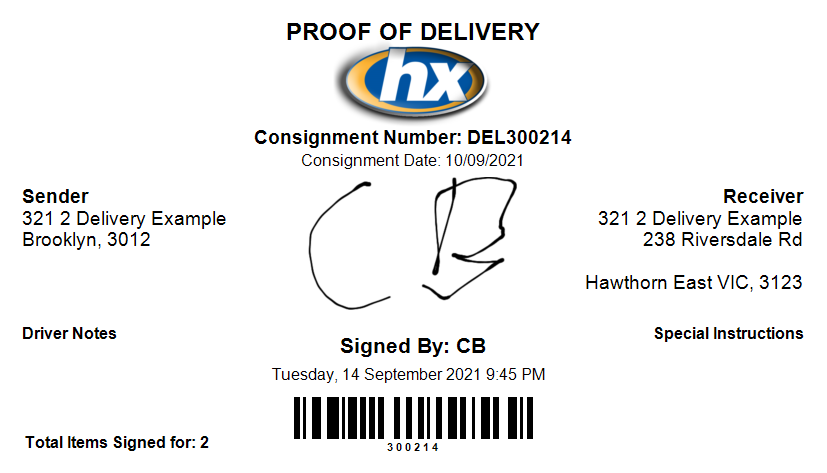 PROOF OF DELIVERY
hx
Consignment Number: DEL300214
Consignment Date: 10/09/2021
Sender
321 2 Delivery Example
Brooklyn, 3012
CB
Receiver
321 2 Delivery Example
238 Riversdale Rd
Hawthorn East VIC, 3123
Driver Notes
Signed By: CB
Special Instructions
Tuesday, 14 September 2021 9:45 PM
300214
Total Items Signed for: 2